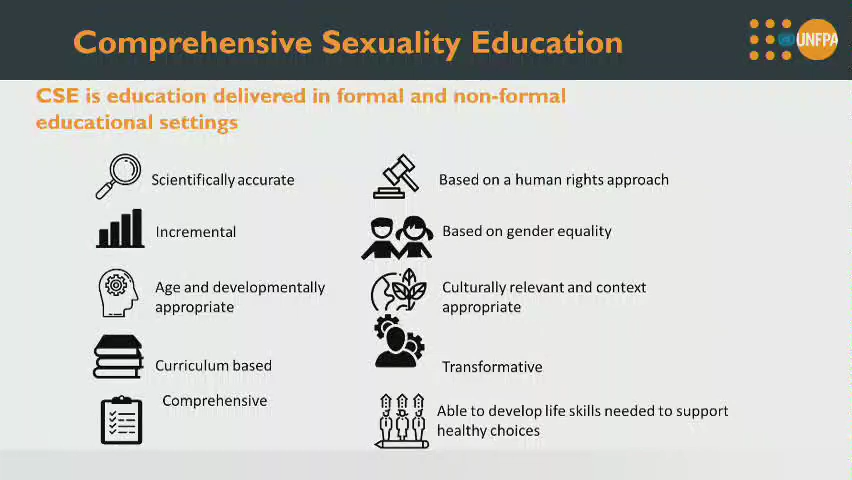 Comprehensive Sexuality Education
UNFPA
CSE is education delivered in formal and non-formal
educational settings
Scientifically accurate
Incremental
Age and developmentally
appropriate
Curriculum based
Comprehensive
Based on a human rights approach
Based on gender equality
Culturally relevant and context
appropriate
Transformative
Able to develop life skills needed to support
healthy choices